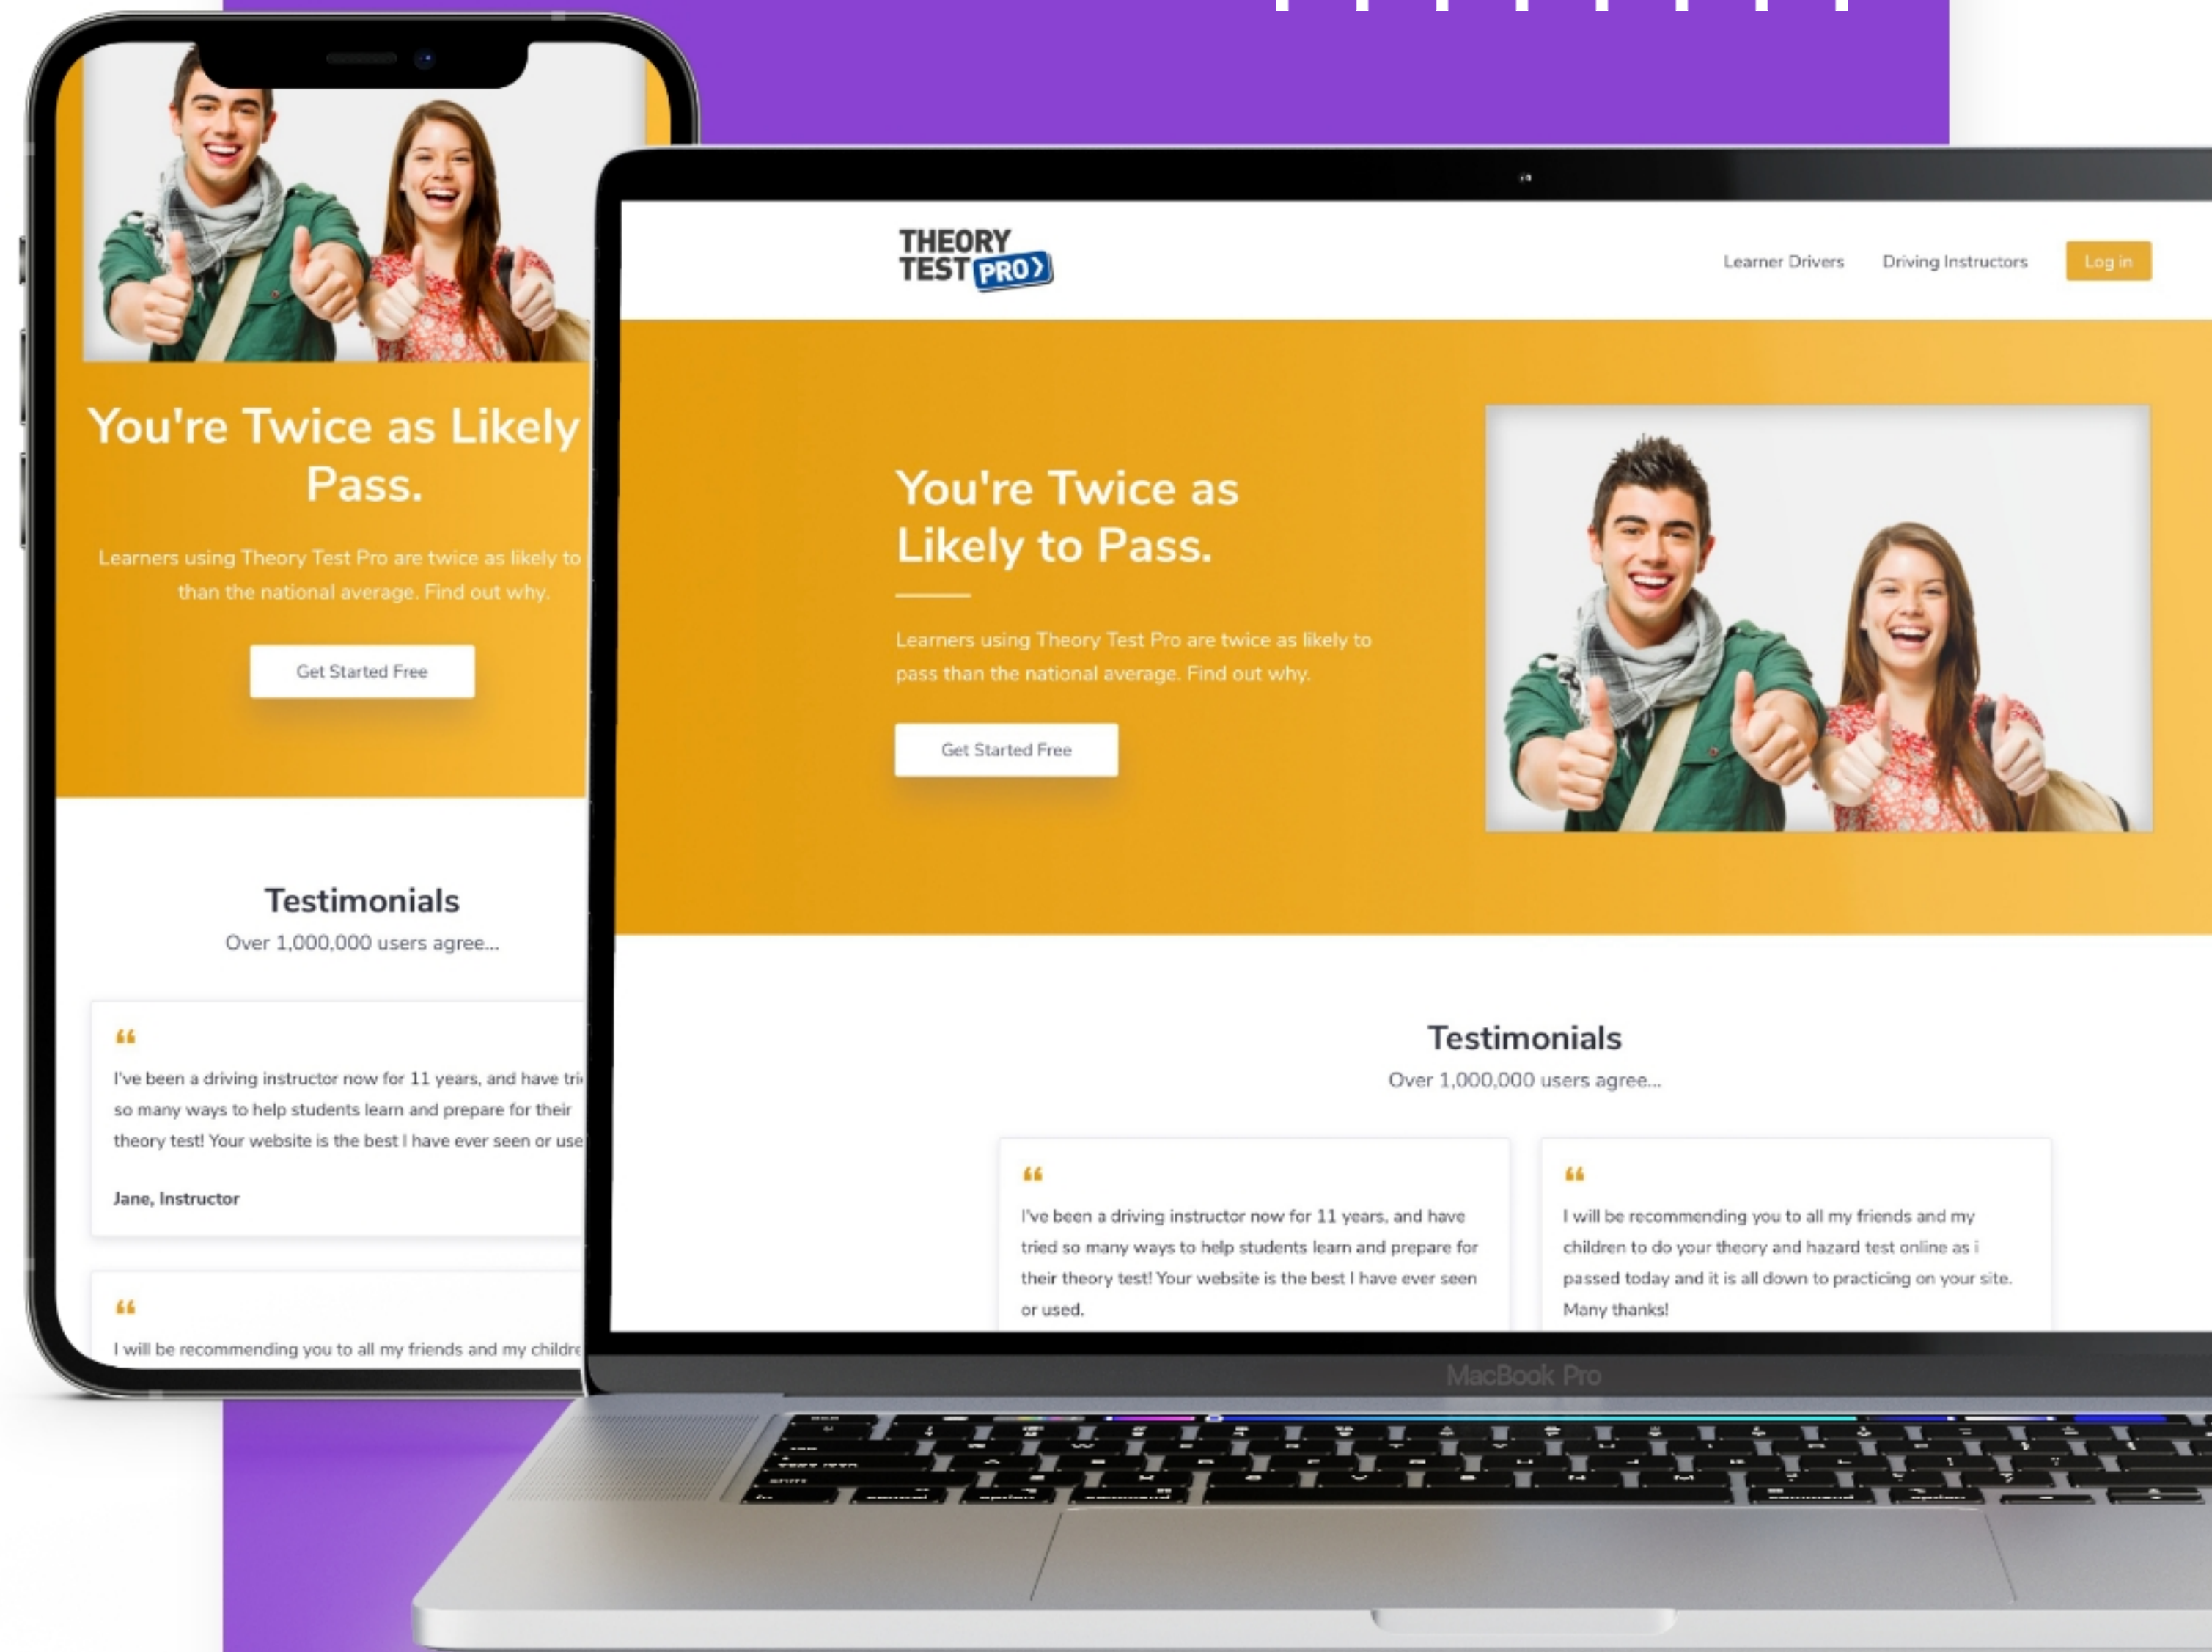 You're Twice as Likely
Pass.
Learners using Theory Test Pro are twice as likely to
than the national average. Find out why.
Get Started Free
Testimonials
Over 1,000,000 users agree...
“
I've been a driving instructor now for 11 years, and have
so many ways to help students learn and prepare for their
theory test! Your website is the best I have ever seen or use
Jane, Instructor
“
I will be recommending you to all my friends and my childre
THEORY
TEST PRO
Learner Drivers
Driving Instructors
Log in
You're Twice as
Likely to Pass.
Learners using Theory Test Pro are twice as likely to
pass than the national average. Find out why.
Get Started Free
Testimonials
Over 1,000,000 users agree...
“
I've been a driving instructor now for 11 years, and have
tried so many ways to help students learn and prepare for
their theory test! Your website is the best I have ever seen
or used.
“
I will be recommending you to all my friends and my
children to do your theory and hazard test online as i
passed today and it is all down to practicing on your site.
Many thanks!
MacBook Pro